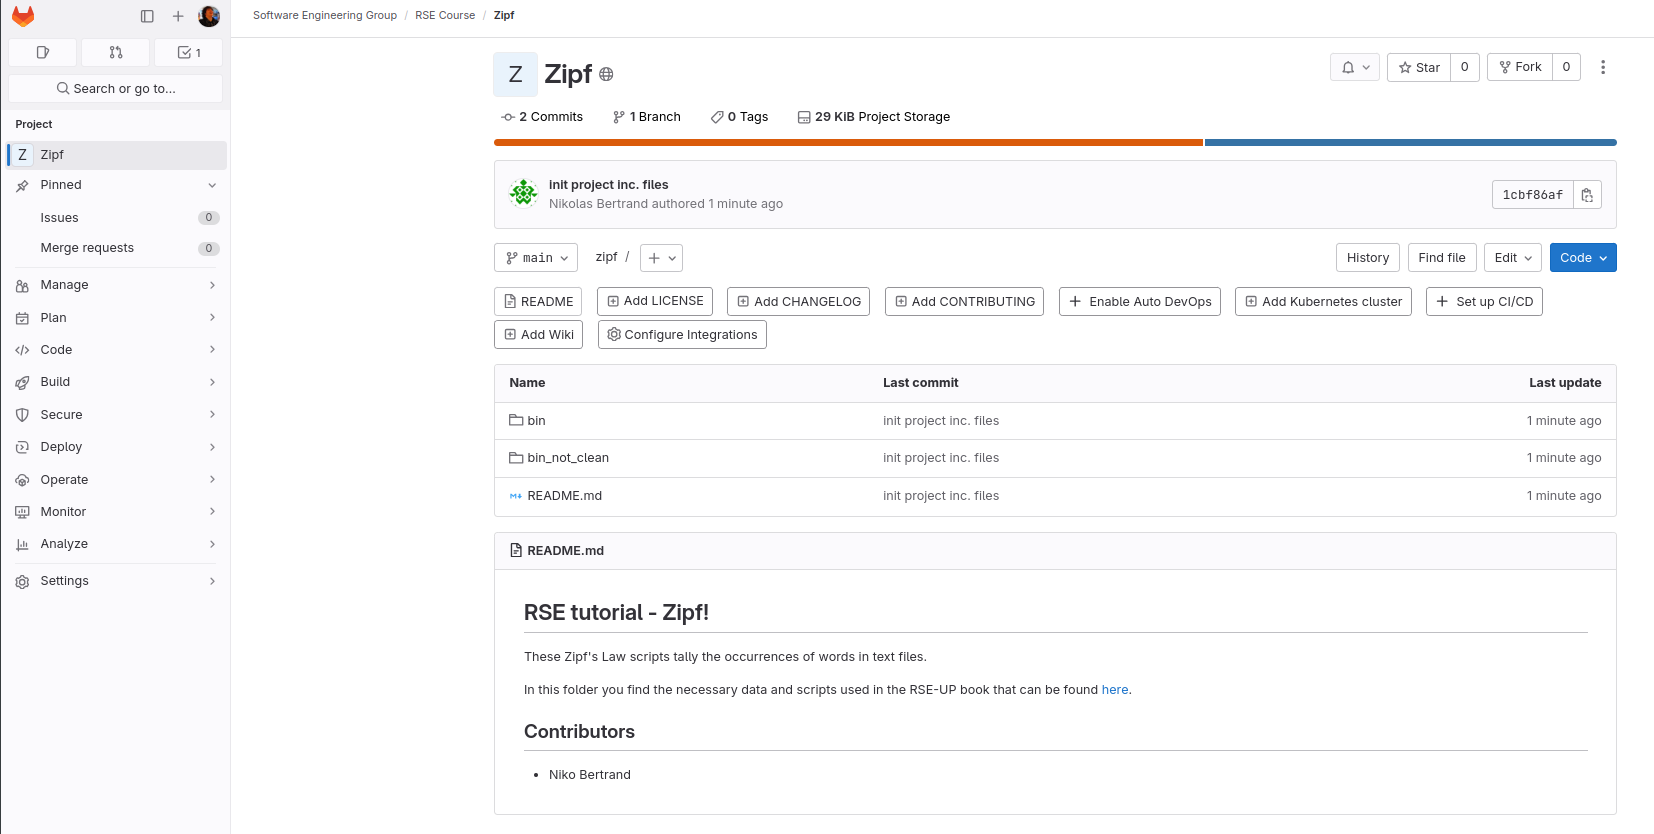 Software Engineering Group / RSE Course / Zipf
1
Search or go to...
Project
Z Zipf
Pinned
Issues 0
Merge requests 0
Manage
Plan
Code
Build
Secure
Deploy
Operate
Monitor
Analyze
Settings
Z Zipf
Star 0 Fork 0
2 Commits 1 Branch 0 Tags 29 KiB Project Storage
init project inc. files
Nikolas Bertrand authored 1 minute ago
1cbf86af
main zipf / + History Find file Edit Code
README Add LICENSE Add CHANGELOG Add CONTRIBUTING Enable Auto DevOps Add Kubernetes cluster Set up CI/CD
Add Wiki Configure Integrations
Name Last commit Last update
bin init project inc. files 1 minute ago
bin_not_clean init project inc. files 1 minute ago
README.md init project inc. files 1 minute ago
README.md
RSE tutorial - Zipf!
These Zipf's Law scripts tally the occurrences of words in text files.
In this folder you find the necessary data and scripts used in the RSE-UP book that can be found here.
Contributors
• Niko Bertrand